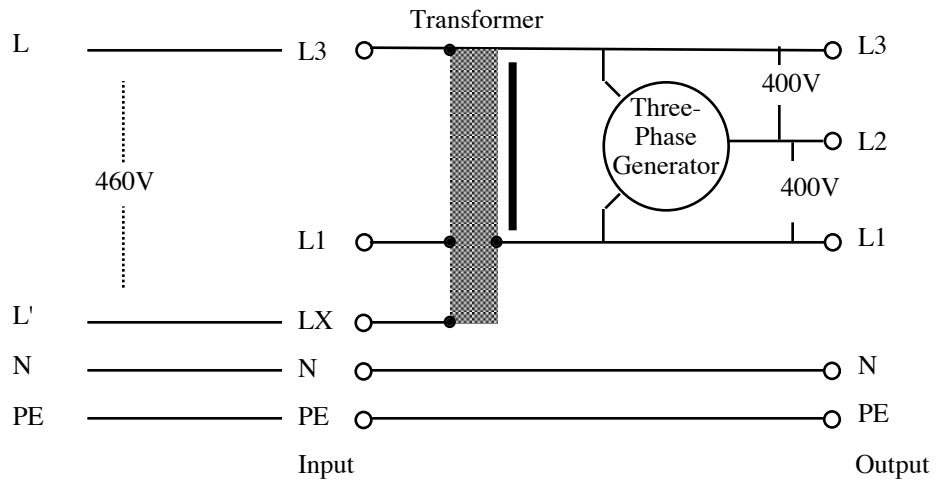 Transformer
L
L3
L3
400V
Three-
Phase
Generator
L2
460V
400V
L1
L1
L'
LX
N
N
N
PE
PE
PE
Input
Output